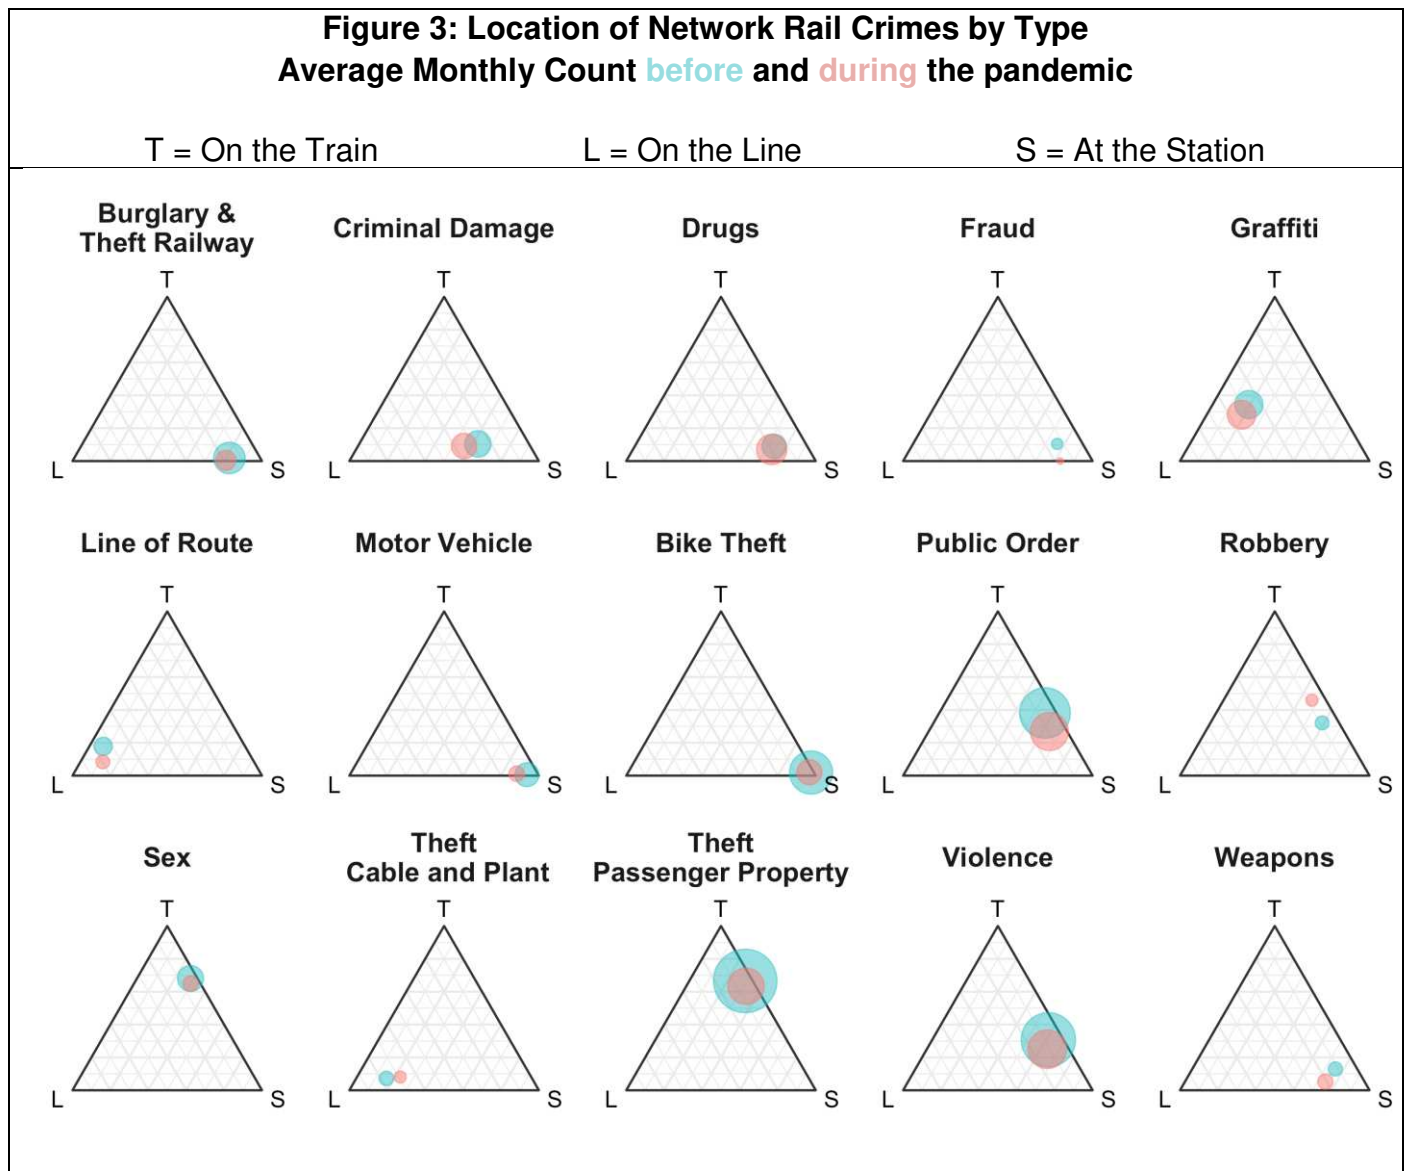 Figure 3: Location of Network Rail Crimes by Type
Average Monthly Count before and during the pandemic
T = On the Train L = On the Line S = At the Station
Burglary &
Theft Railway
Criminal Damage
Drugs
Fraud
Graffiti
T T T T T
L S L S L S L S L S
Line of Route
Motor Vehicle
Bike Theft
Public Order
Robbery
T T T T T
L S L S L S L S L S
Sex
Theft
Cable and Plant
Theft
Passenger Property
Violence
Weapons
T T T T T
L S L S L S L S L S